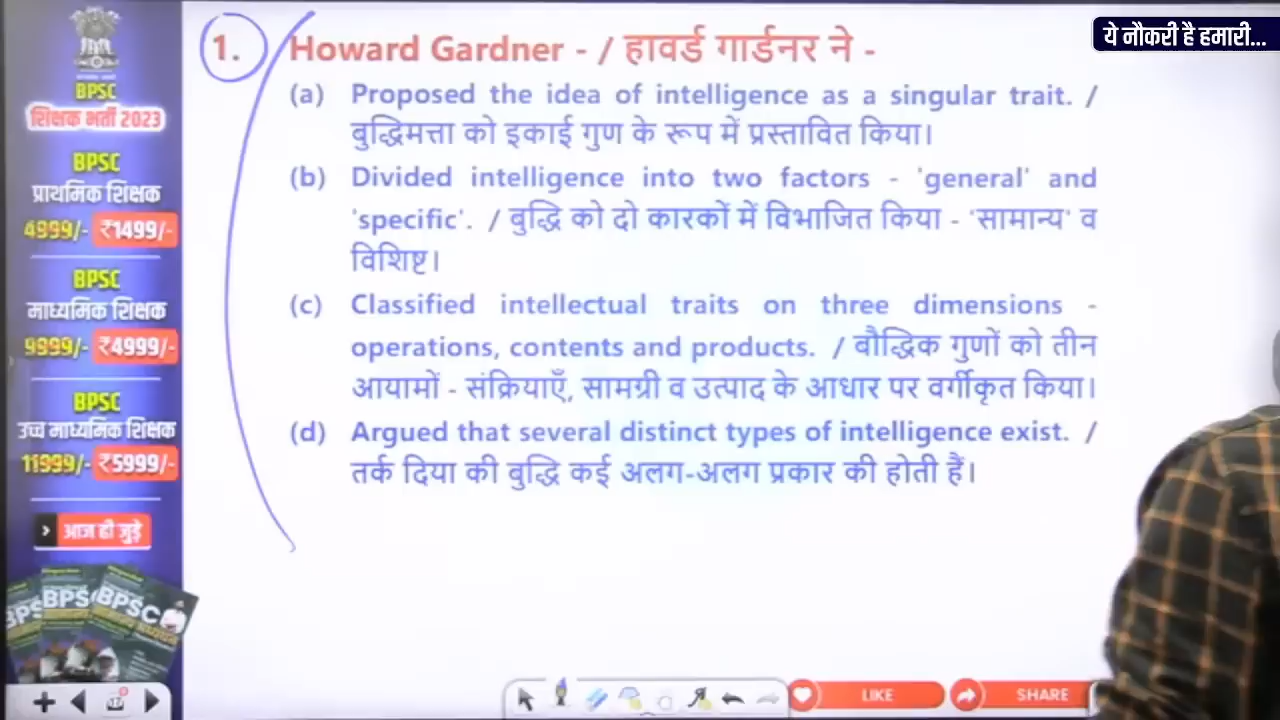 ये नौकरी है हमारी...
BPSC
शिक्षक भर्ती 2023
BPSC
प्राथमिक शिक्षक
4999/- ₹1499/-
BPSC
माध्यमिक शिक्षक
9999/- ₹4999/-
BPSC
उच्च माध्यमिक शिक्षक
11999/- ₹5999/-
आज ही जुड़े
BPSC
1. Howard Gardner - / हावर्ड गार्डनर ने -
(a) Proposed the idea of intelligence as a singular trait. /
बुद्धिमत्ता को इकाई गुण के रूप में प्रस्तावित किया।
(b) Divided intelligence into two factors - 'general' and
'specific'. / बुद्धि को दो कारकों में विभाजित किया - 'सामान्य' व
विशिष्ट।
(c) Classified intellectual traits on three dimensions -
operations, contents and products. / बौद्धिक गुणों को तीन
आयामों - संक्रियाएँ, सामग्री व उत्पाद के आधार पर वर्गीकृत किया।
(d) Argued that several distinct types of intelligence exist. /
तर्क दिया की बुद्धि कई अलग-अलग प्रकार की होती हैं।
LIKE
SHARE